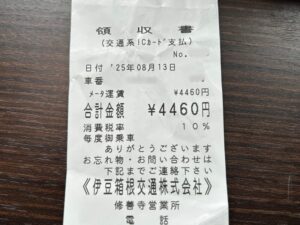 領収書
(交通系ICカード支払)
No.
日付 '25年08月13日
車番
メータ運賃 ¥4460円
合計金額 ¥4460円
消費税率 10%
毎度御乗車
ありがとうございます
お忘れ物・お問い合わせは
下記までご連絡下さい
《伊豆箱根交通株式会社》
修善寺営業所
電話